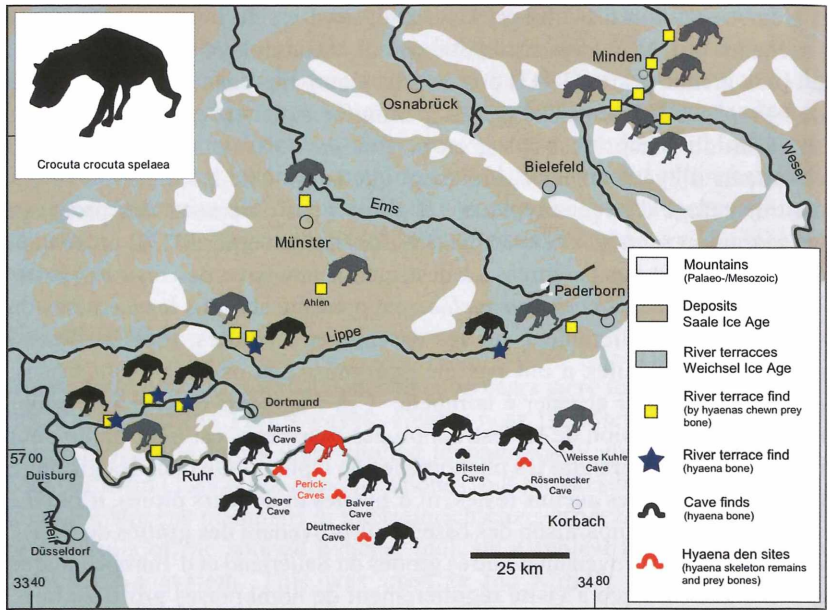 Crocuta crocuta spelaea
Minden
Osnabrück
Bielefeld
Weser
Ems
Münster
Ahlen
Paderborn
Lippe
Dortmund
Martins
Cave
Perick-
Caves
Oeger
Cave
Balver
Cave
Deutmecker
Cave
Bilstein
Cave
Rösenbecker
Cave
Weisse Kuhle
Cave
57 00
Duisburg
Ruhr
Rhein
Düsseldorf
Korbach
25 km
33 40
34 80
Mountains
(Palaeo-/Mesozoic)
Deposits
Saale Ice Age
River terracces
Weichsel Ice Age
River terrace find
(by hyaenas chewn prey
bone)
River terrace find
(hyaena bone)
Cave finds
(hyaena bone)
Hyaena den sites
(hyaena skeleton remains
and prey bones)